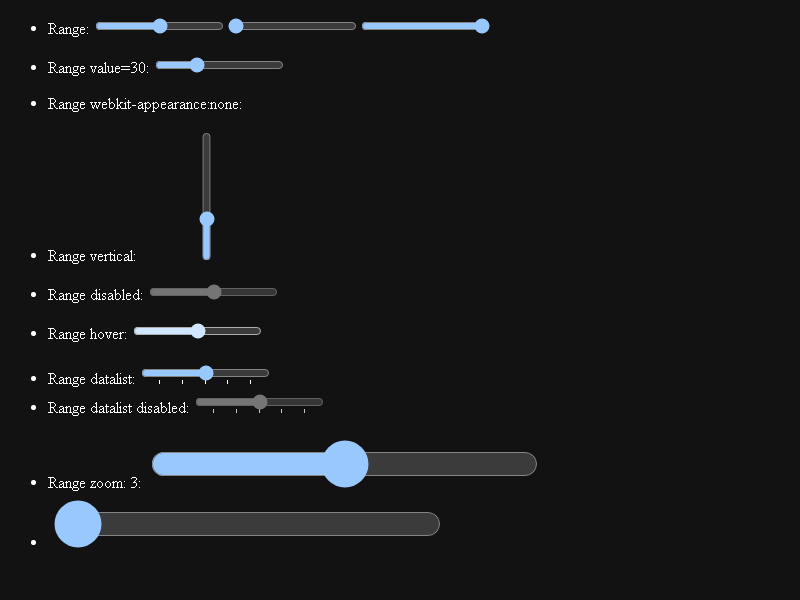 Range:
Range value=30:
Range webkit-appearance:none:
Range vertical:
Range disabled:
Range hover:
Range datalist:
Range datalist disabled:
Range zoom: 3: